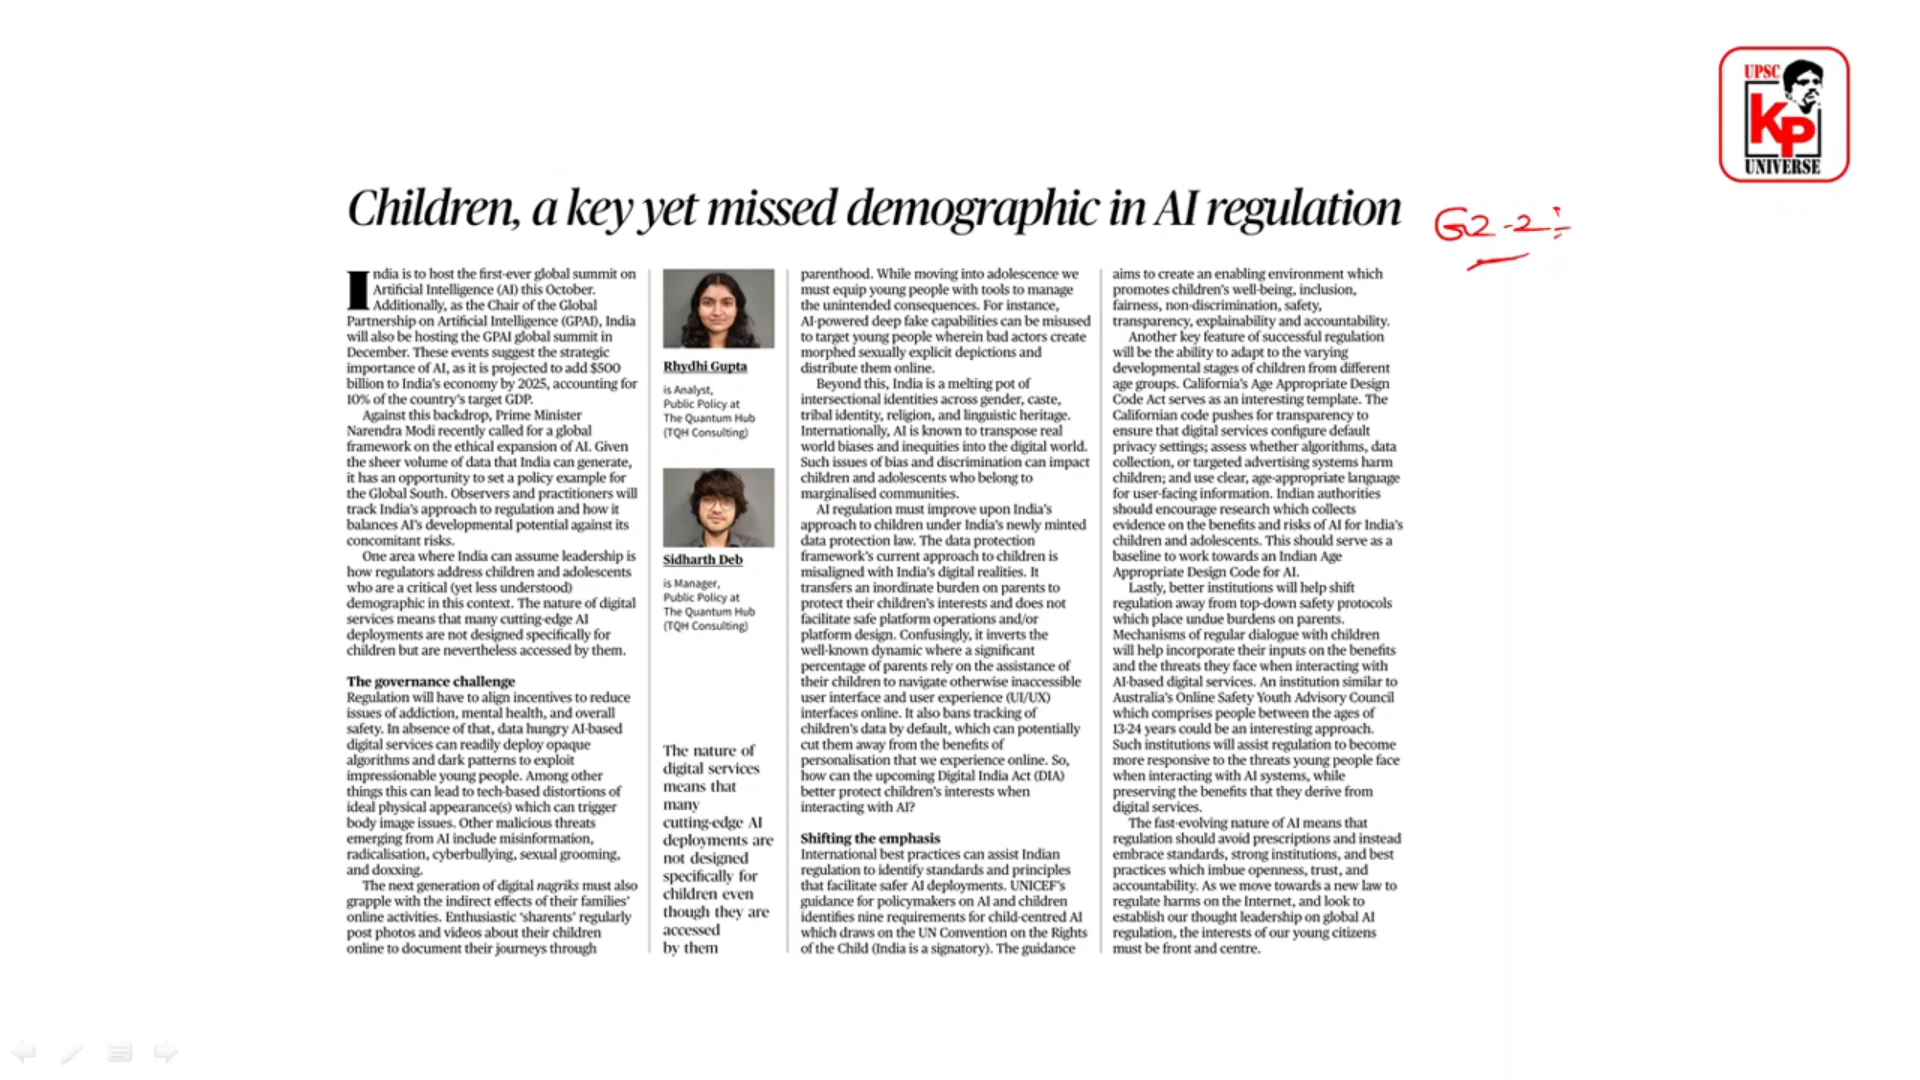 UPSC
KP
UNIVERSE
Children, a key yet missed demographic in AI regulation
G2-2
India is to host the first-ever global summit on
Artificial Intelligence (AI) this October.
Additionally, as the Chair of the Global
Partnership on Artificial Intelligence (GPAI), India
will also be hosting the GPAI global summit in
December. These events suggest the strategic
importance of AI, as it is projected to add $500
billion to India's economy by 2025, accounting for
10% of the country's target GDP.
Against this backdrop, Prime Minister
Narendra Modi recently called for a global
framework on the ethical expansion of AI. Given
the sheer volume of data that India can generate,
it has an opportunity to set a policy example for
the Global South. Observers and practitioners will
track India's approach to regulation and how it
balances AI's developmental potential against its
concomitant risks.
One area where India can assume leadership is
how regulators address children and adolescents
who are a critical (yet less understood)
demographic in this context. The nature of digital
services means that many cutting-edge AI
deployments are not designed specifically for
children but are nevertheless accessed by them.
The governance challenge
Regulation will have to align incentives to reduce
issues of addiction, mental health, and overall
safety. In absence of that, data hungry AI-based
digital services can readily deploy opaque
algorithms and dark patterns to exploit
impressionable young people. Among other
things this can lead to tech-based distortions of
ideal physical appearance(s) which can trigger
body image issues. Other malicious threats
emerging from AI include misinformation,
radicalisation, cyberbullying, sexual grooming,
and doxxing.
The next generation of digital nagriks must also
grapple with the indirect effects of their families'
online activities. Enthusiastic 'sharents' regularly
post photos and videos about their children
online to document their journeys through
Rhydhi Gupta
is Analyst,
Public Policy at
The Quantum Hub
(TQH Consulting)
Sidharth Deb
is Manager,
Public Policy at
The Quantum Hub
(TQH Consulting)
The nature of
digital services
means that
many
cutting-edge AI
deployments are
not designed
specifically for
children even
though they are
accessed
by them
parenthood. While moving into adolescence we
must equip young people with tools to manage
the unintended consequences. For instance,
AI-powered deep fake capabilities can be misused
to target young people wherein bad actors create
morphed sexually explicit depictions and
distribute them online.
Beyond this, India is a melting pot of
intersectional identities across gender, caste,
tribal identity, religion, and linguistic heritage.
Internationally, AI is known to transpose real
world biases and inequities into the digital world.
Such issues of bias and discrimination can impact
children and adolescents who belong to
marginalised communities.
AI regulation must improve upon India's
approach to children under India's newly minted
data protection law. The data protection
framework's current approach to children is
misaligned with India's digital realities. It
transfers an inordinate burden on parents to
protect their children's interests and does not
facilitate safe platform operations and/or
platform design. Confusingly, it inverts the
well-known dynamic where a significant
percentage of parents rely on the assistance of
their children to navigate otherwise inaccessible
user interface and user experience (UI/UX)
interfaces online. It also bans tracking of
children's data by default, which can potentially
cut them away from the benefits of
personalisation that we experience online. So,
how can the upcoming Digital India Act (DIA)
better protect children's interests when
interacting with AI?
Shifting the emphasis
International best practices can assist Indian
regulation to identify standards and principles
that facilitate safer AI deployments. UNICEF's
guidance for policymakers on AI and children
identifies nine requirements for child-centred AI
which draws on the UN Convention on the Rights
of the Child (India is a signatory). The guidance
aims to create an enabling environment which
promotes children's well-being, inclusion,
fairness, non-discrimination, safety,
transparency, explainability and accountability.
Another key feature of successful regulation
will be the ability to adapt to the varying
developmental stages of children from different
age groups. California's Age Appropriate Design
Code Act serves as an interesting template. The
Californian code pushes for transparency to
ensure that digital services configure default
privacy settings; assess whether algorithms, data
collection, or targeted advertising systems harm
children; and use clear, age-appropriate language
for user-facing information. Indian authorities
should encourage research which collects
evidence on the benefits and risks of AI for India's
children and adolescents. This should serve as a
baseline to work towards an Indian Age
Appropriate Design Code for AI.
Lastly, better institutions will help shift
regulation away from top-down safety protocols
which place undue burdens on parents.
Mechanisms of regular dialogue with children
will help incorporate their inputs on the benefits
and the threats they face when interacting with
AI-based digital services. An institution similar to
Australia's Online Safety Youth Advisory Council
which comprises people between the ages of
13-24 years could be an interesting approach.
Such institutions will assist regulation to become
more responsive to the threats young people face
when interacting with AI systems, while
preserving the benefits that they derive from
digital services.
The fast-evolving nature of AI means that
regulation should avoid prescriptions and instead
embrace standards, strong institutions, and best
practices which imbue openness, trust, and
accountability. As we move towards a new law to
regulate harms on the Internet, and look to
establish our thought leadership on global AI
regulation, the interests of our young citizens
must be front and centre.